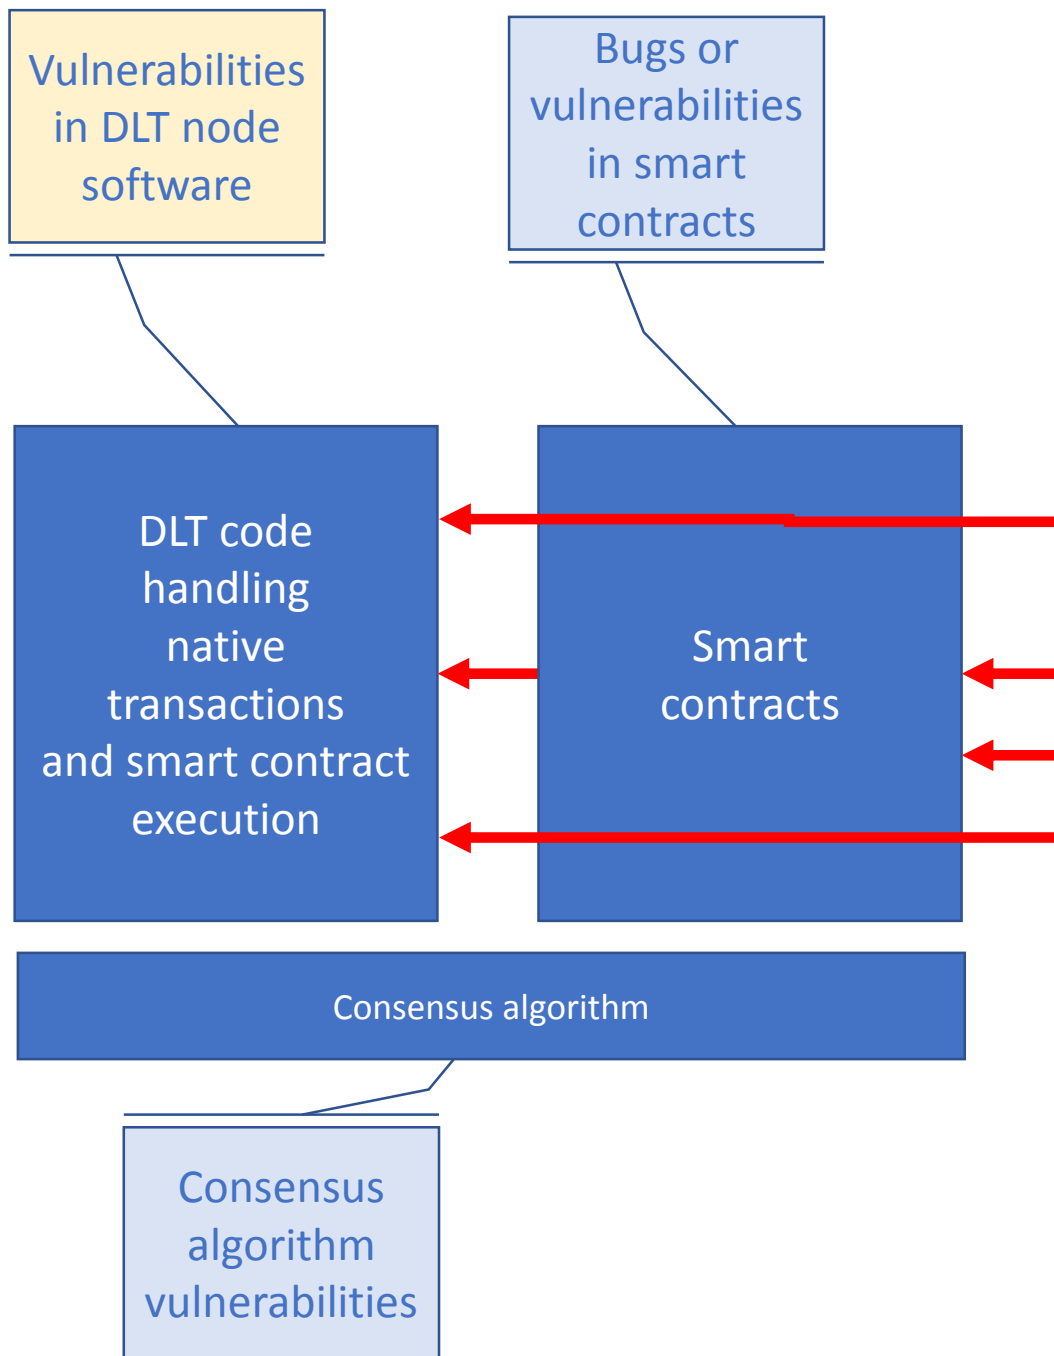 Vulnerabilities
in DLT node
software
Bugs or
vulnerabilities
in smart
contracts
DLT code
handling
native
transactions
and smart contract
execution
Smart
contracts
Consensus algorithm
Consensus
algorithm
vulnerabilities